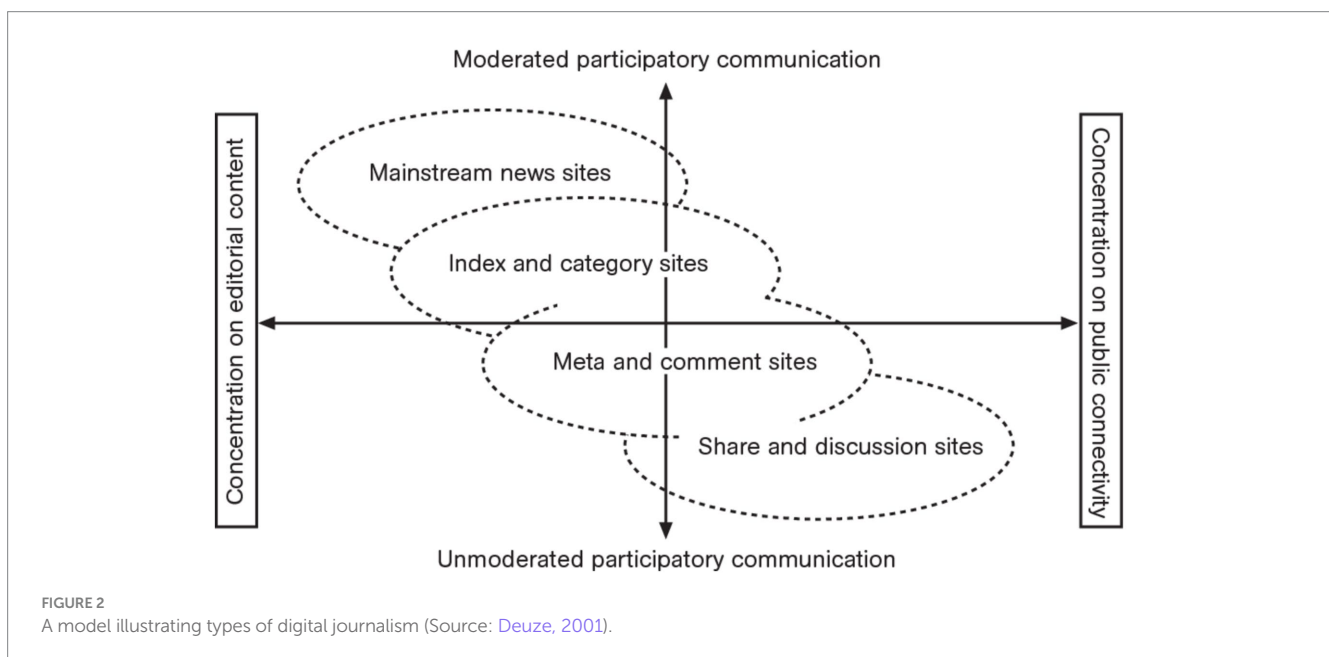 Moderated participatory communication
Concentration on editorial content
Mainstream news sites
Index and category sites
Meta and comment sites
Share and discussion sites
Concentration on public connectivity
Unmoderated participatory communication
FIGURE 2
A model illustrating types of digital journalism (Source: Deuze, 2001).